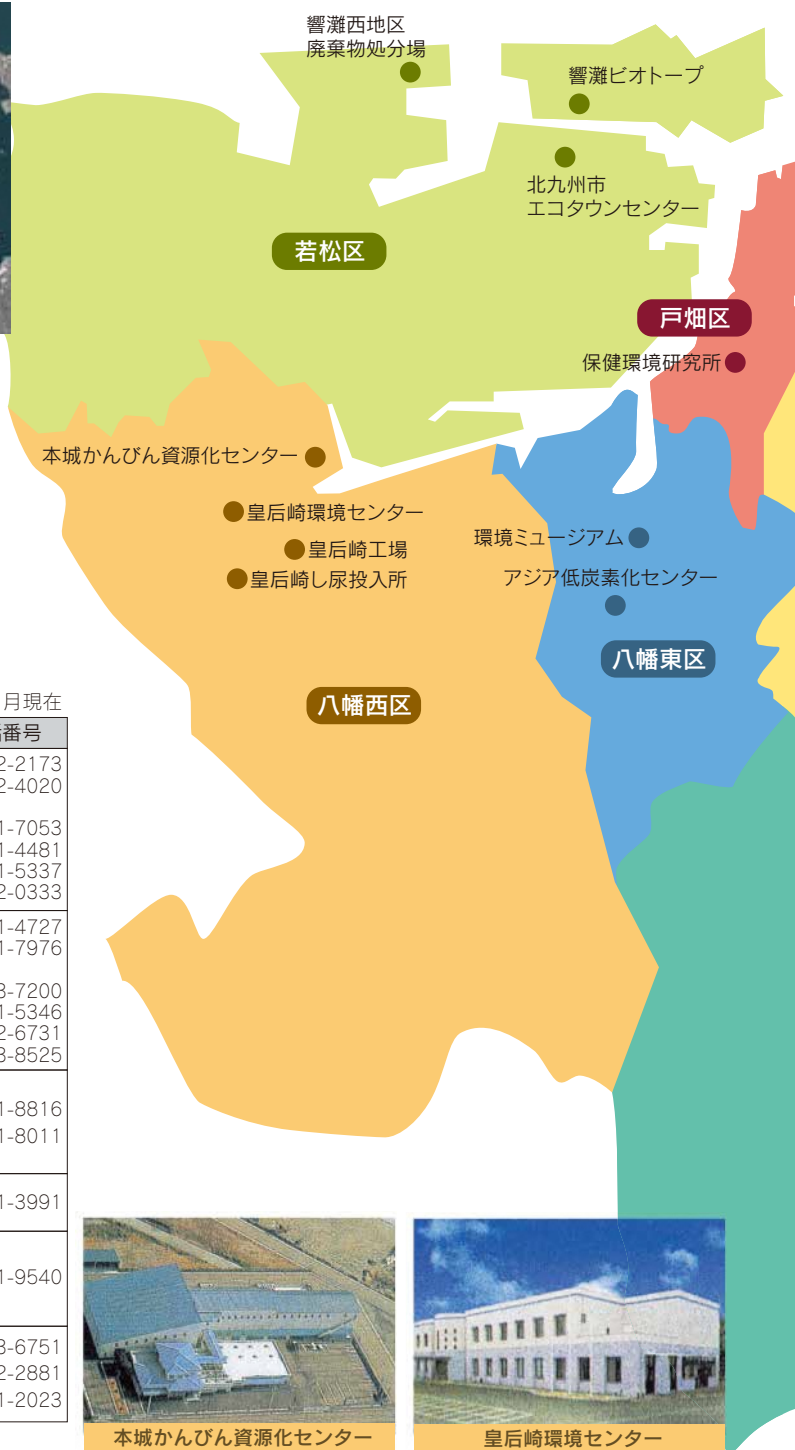 響灘西地区
廃棄物処分場
響灘ビオトープ
北九州市
エコタウンセンター
若松区
戸畑区
保健環境研究所
本城かんびん資源化センター
皇后崎環境センター
皇后崎工場
皇后崎し尿投入所
環境ミュージアム
アジア低炭素化センター
八幡東区
八幡西区
月現在
番号
2-2173
2-4020
1-7053
1-4481
1-5337
2-0333
1-4727
1-7976
3-7200
1-5346
2-6731
3-8525
1-8816
1-8011
1-3991
1-9540
3-6751
2-2881
1-2023
本城かんびん資源化センター
皇后崎環境センター